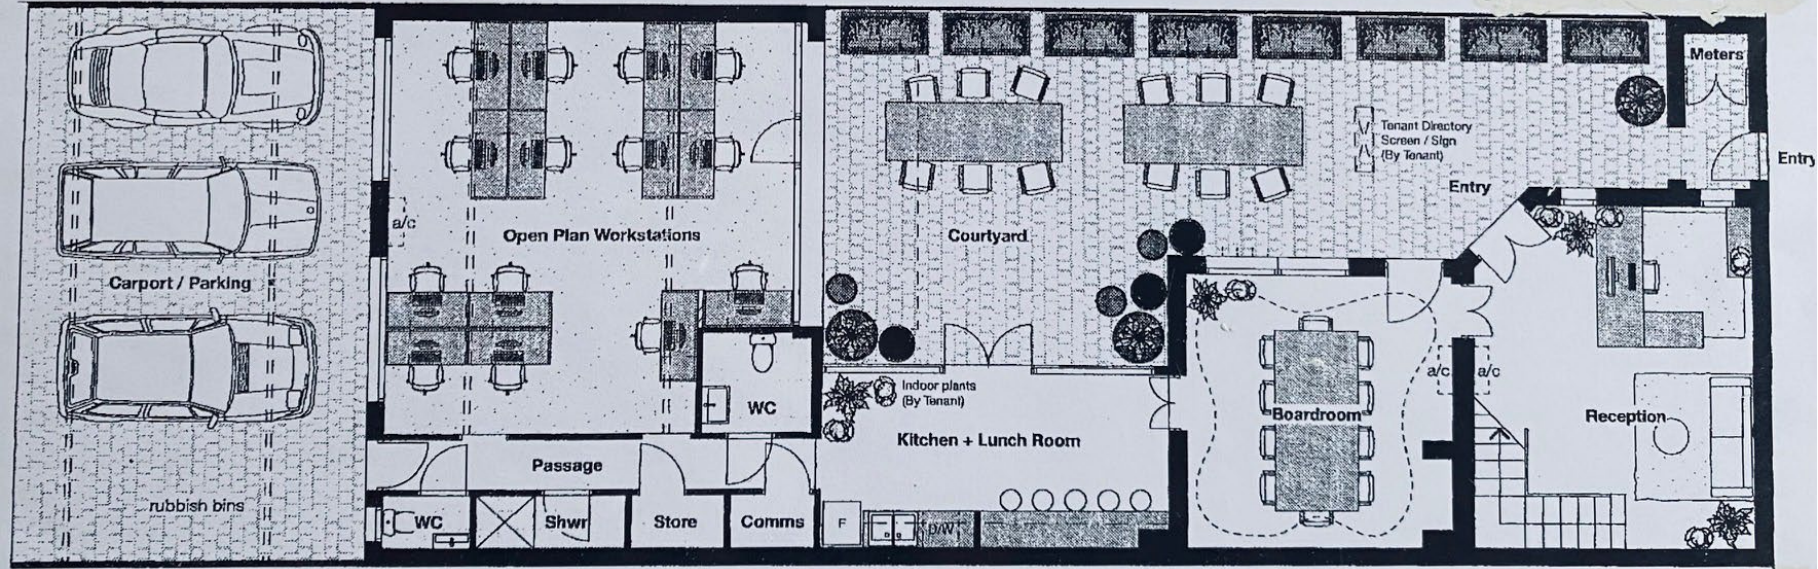 Meters
Tenant Directory
Screen / Sign
(By Tenant)
Entry
Entry
a/c
Open Plan Workstations
Courtyard
Carport / Parking
a/c
a/c
Indoor plants
(By Tenant)
WC
Boardroom
Reception
Kitchen + Lunch Room
Passage
rubbish bins
WC
Shwr
Store
Comms
F
D/W